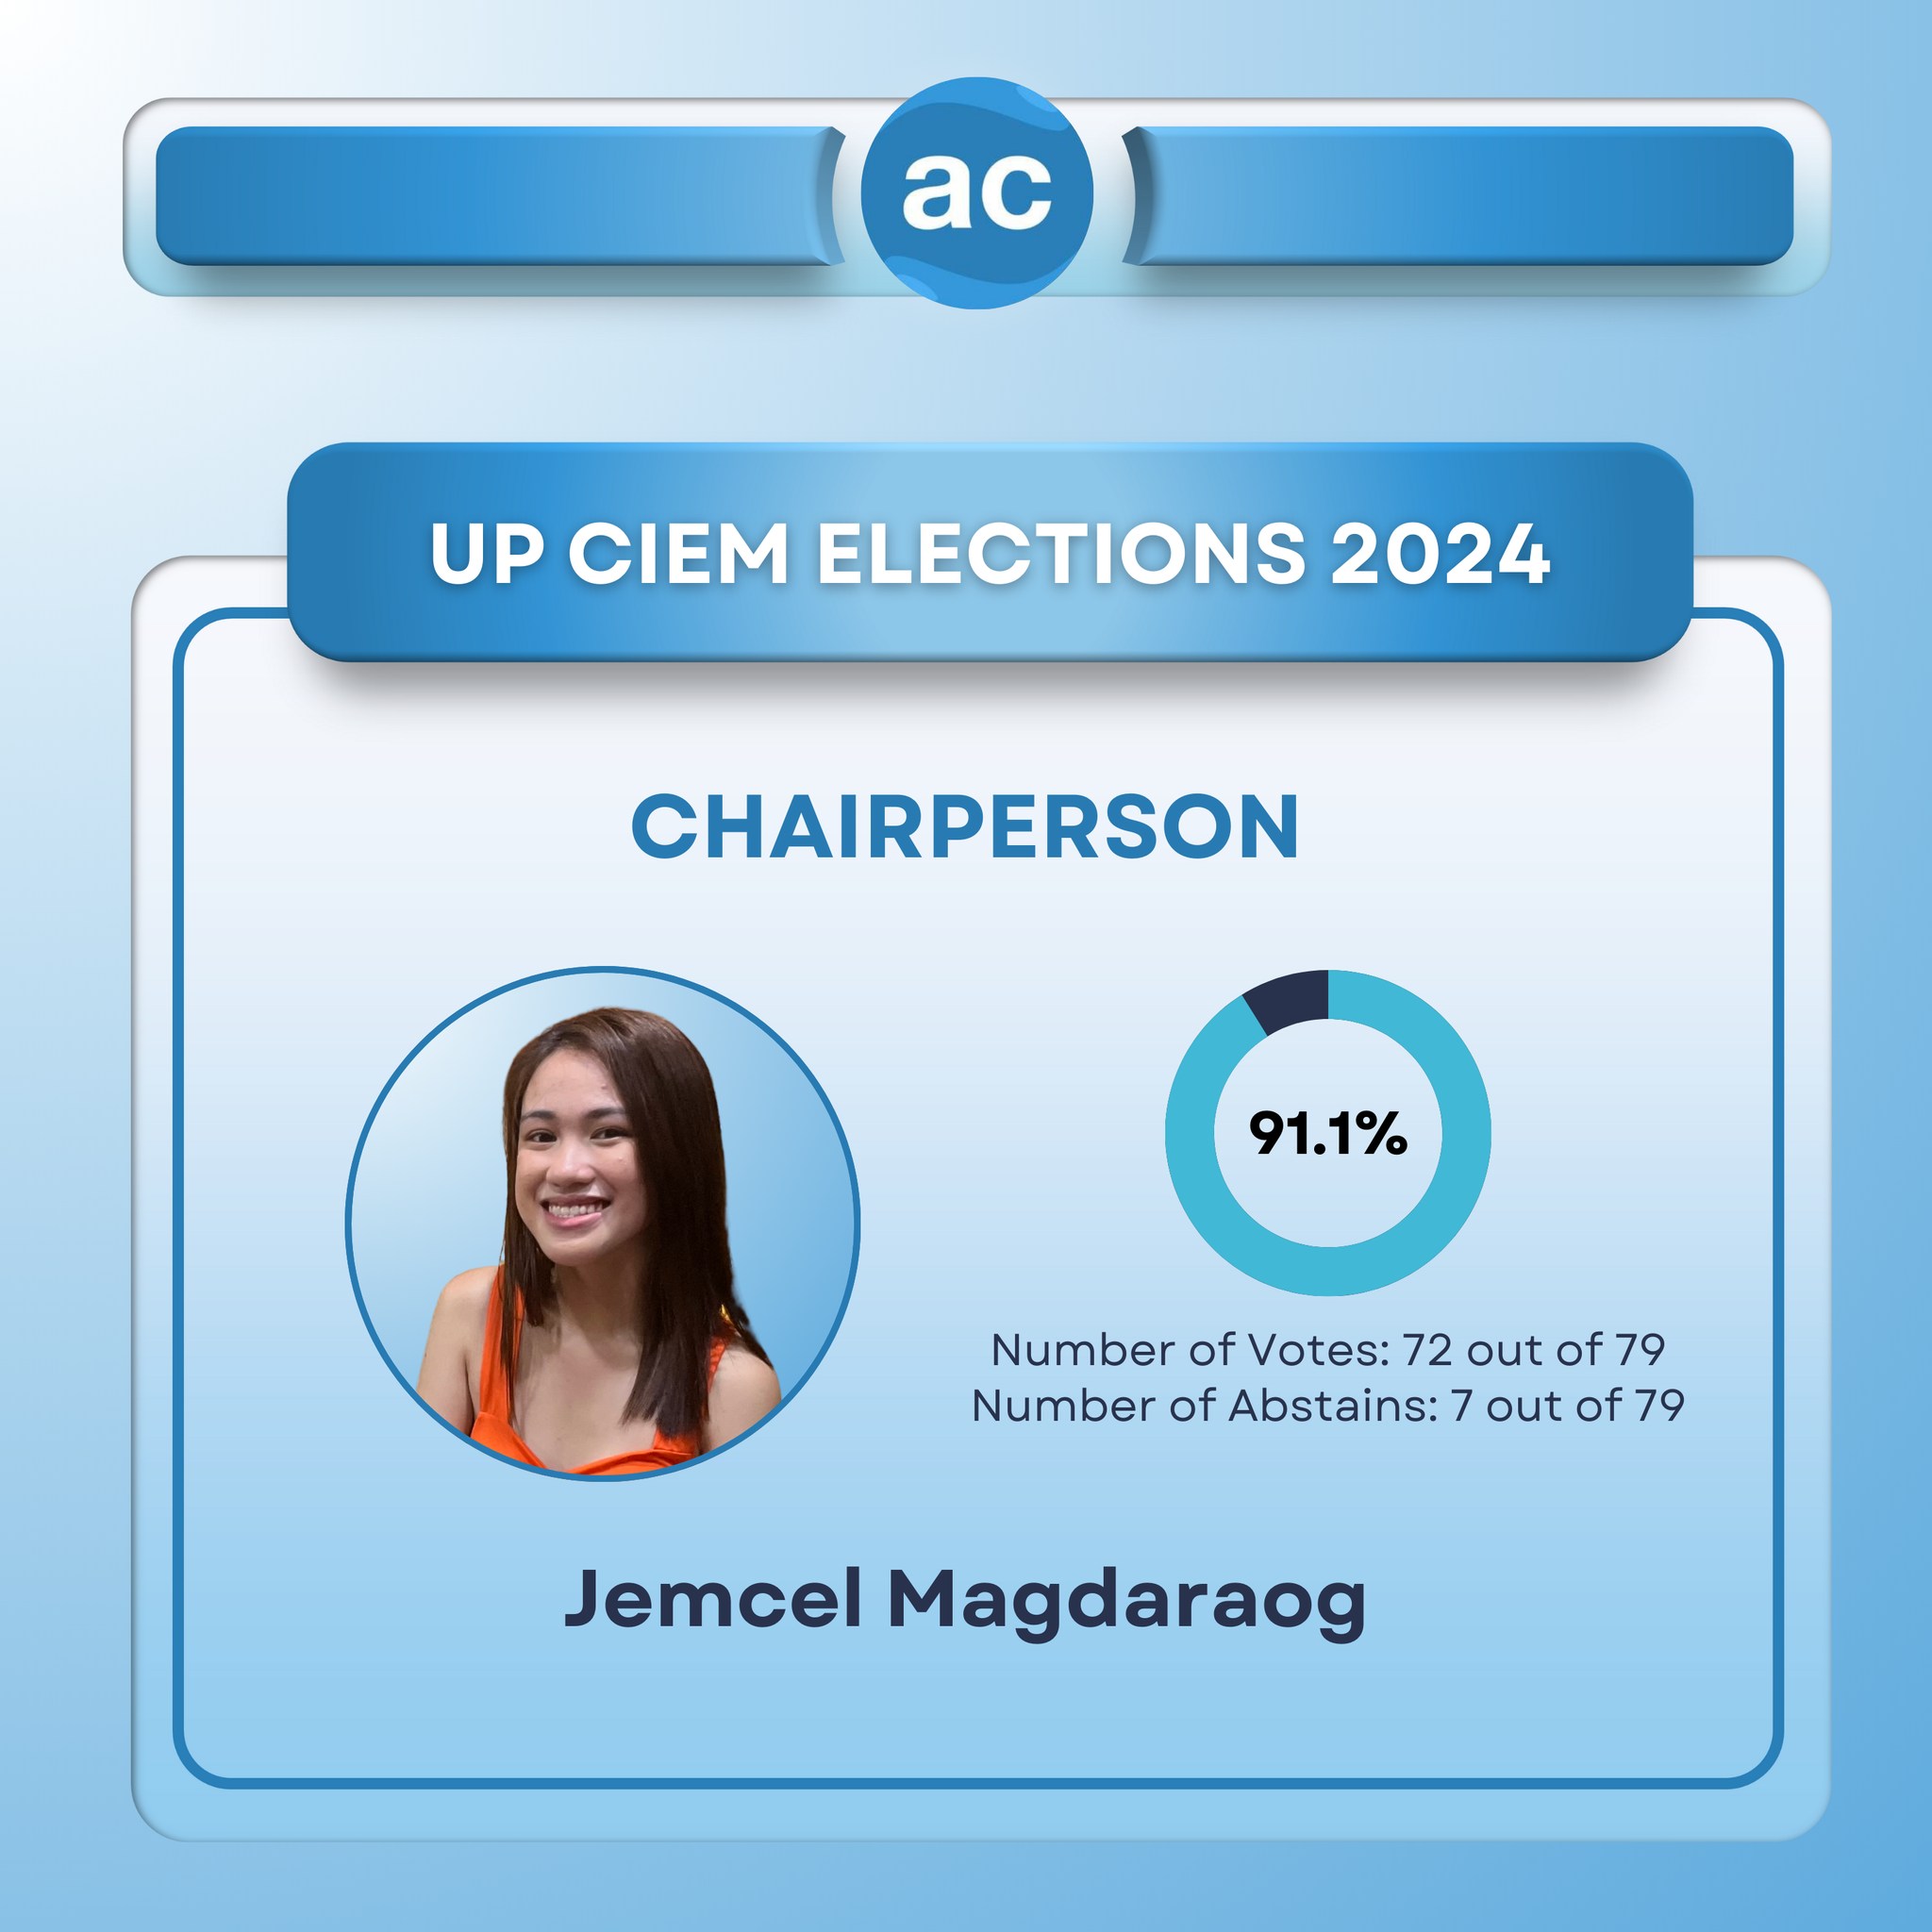 ac
UP CIEM ELECTIONS 2024
CHAIRPERSON
91.1%
Number of Votes: 72 out of 79
Number of Abstains: 7 out of 79
Jemcel Magdaraog